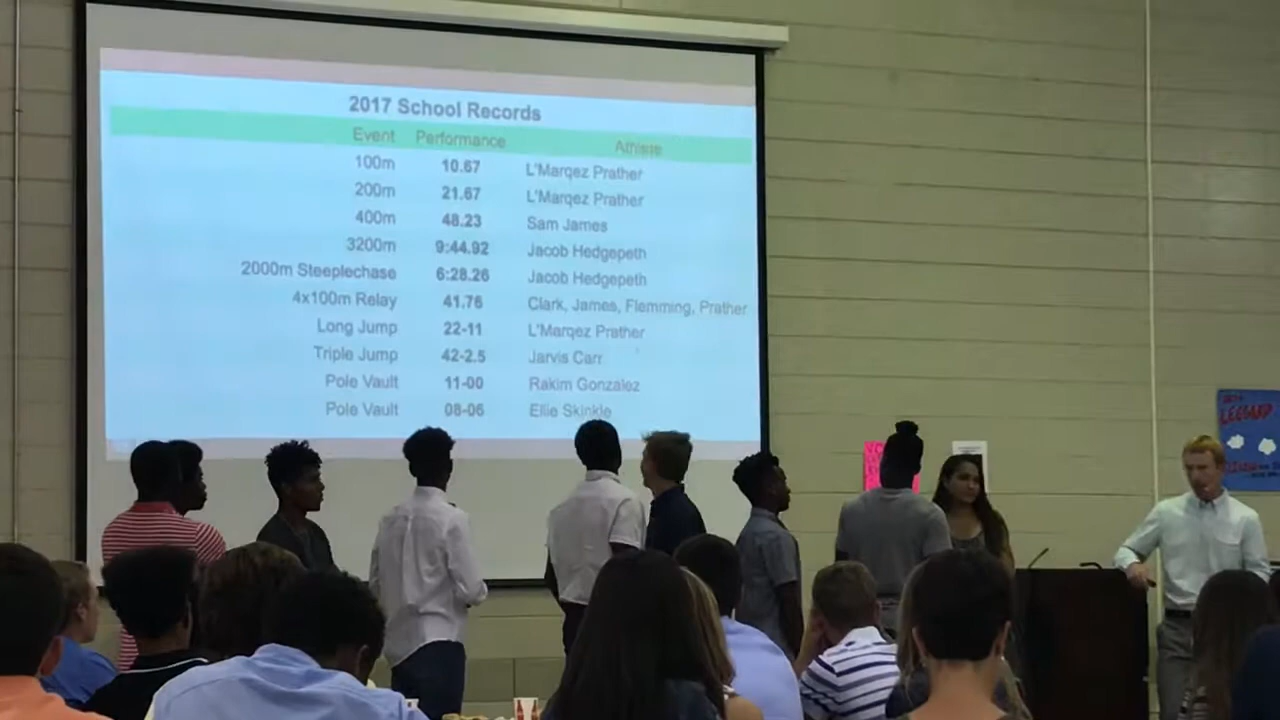 2017 School Records
Event Performance Athlete
100m 10.67 L'Marqez Prather
200m 21.67 L'Marqez Prather
400m 48.23 Sam James
3200m 9:44.92 Jacob Hedgepeth
2000m Steeplechase 6:28.26 Jacob Hedgepeth
4x100m Relay 41.76 Clark, James, Flemming, Prather
Long Jump 22-11 L'Marqez Prather
Triple Jump 42-2.5 Jarvis Carr
Pole Vault 11-00 Rakim Gonzalez
Pole Vault 08-06 Ellie Skinkle